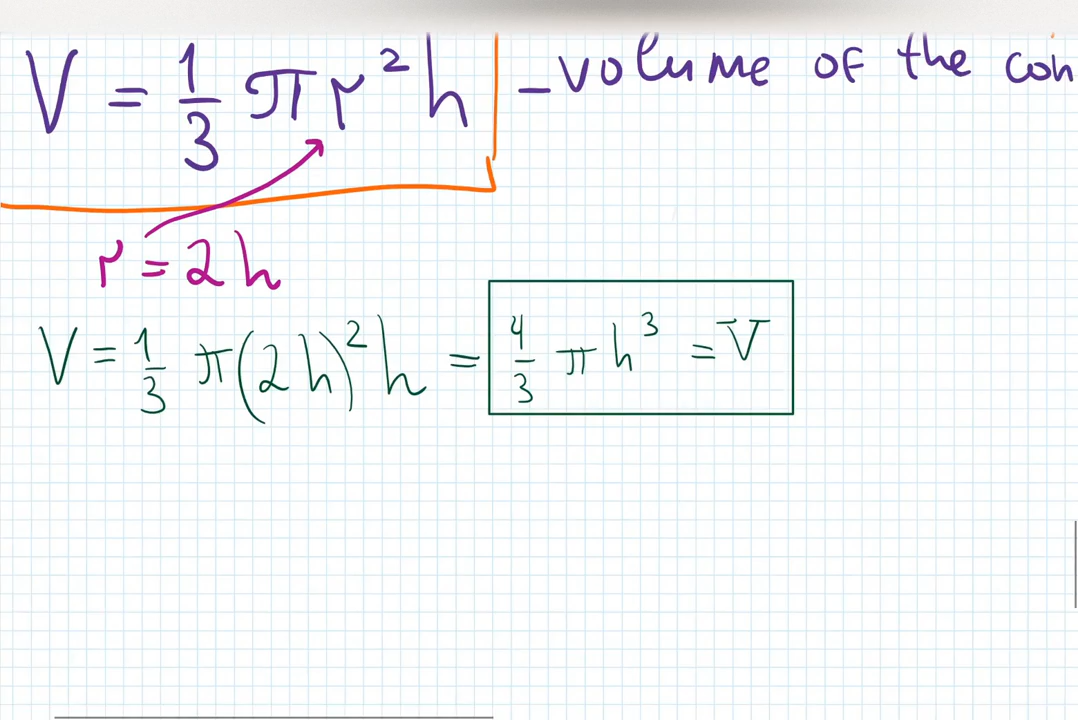 V = 1/3 πr²h - volume of the con
r = 2h
V = 1/3 π(2h)²h = 4/3 πh³ = V